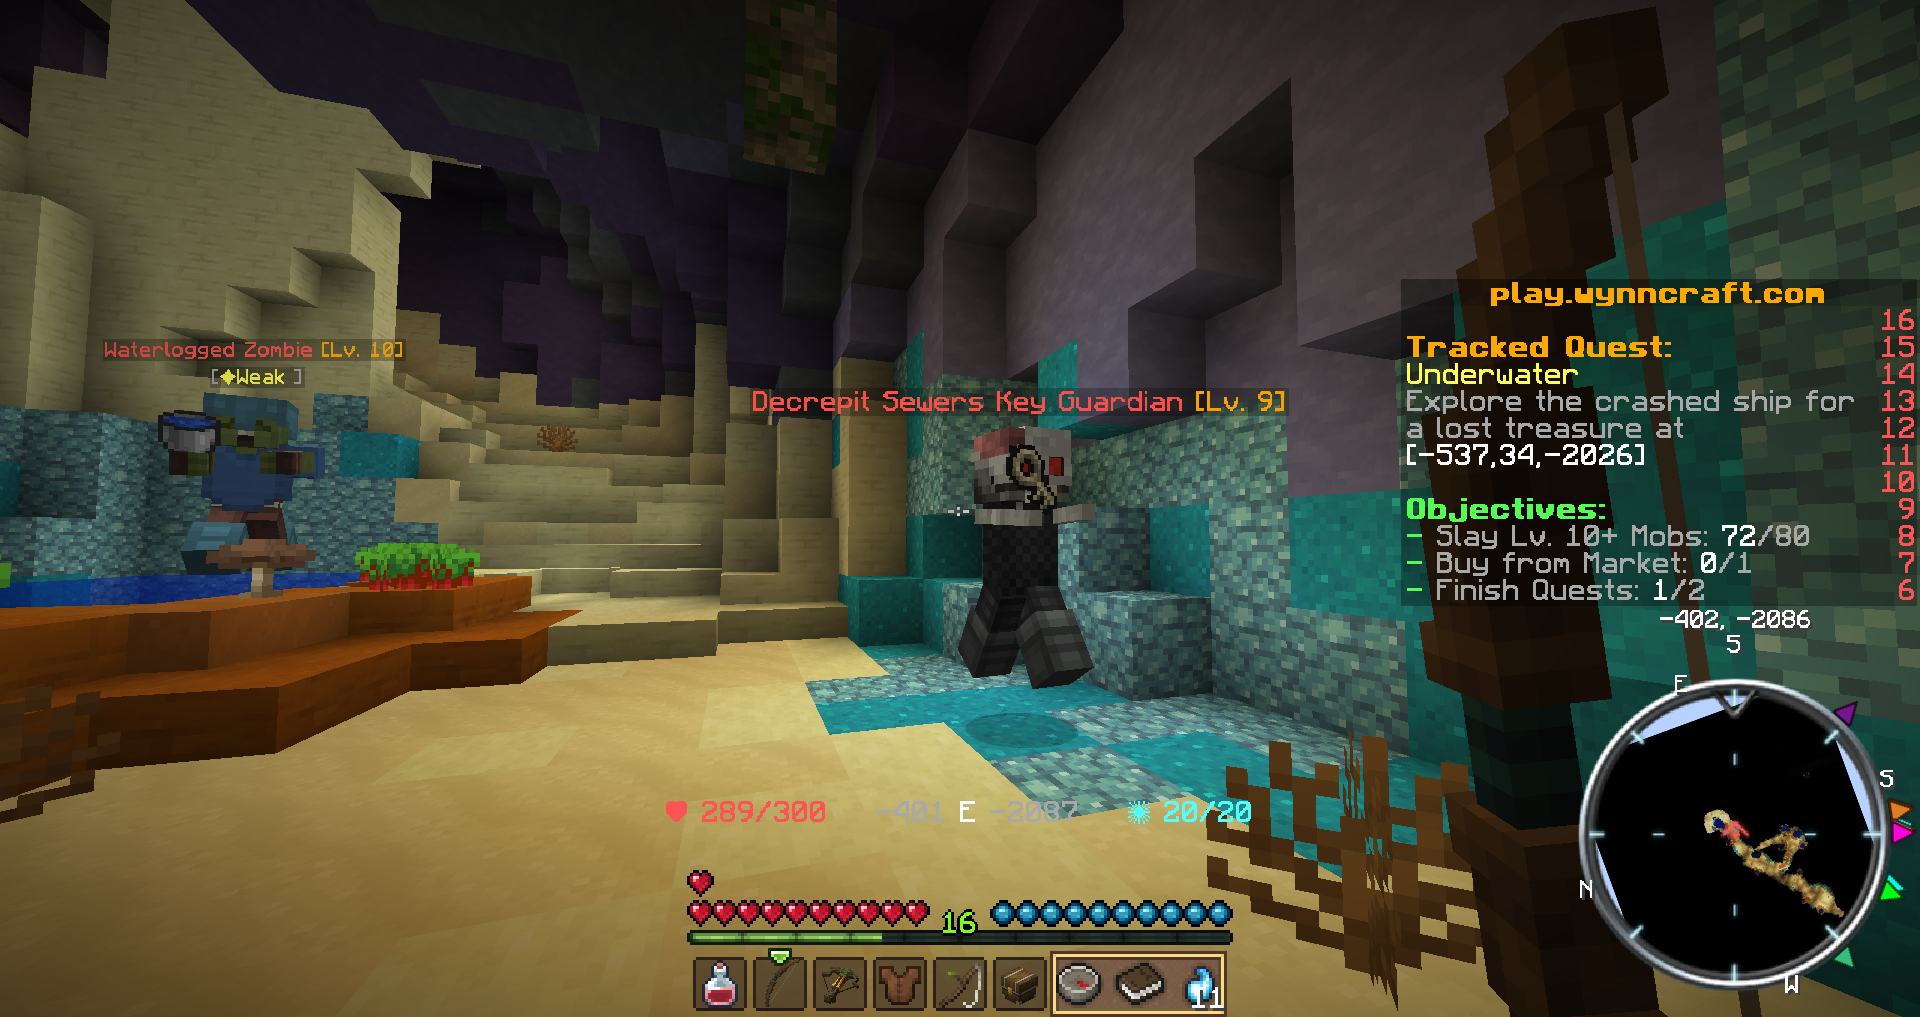 Waterlogged Zombie [Lv. 10]
[✦Weak ]
Decrepit Sewers Key Guardian [Lv. 9]
play.wynncraft.com
16
Tracked Quest: 15
Underwater 14
Explore the crashed ship for 13
a lost treasure at 12
[-537,34,-2026] 11
10
Objectives: 9
- Slay Lv. 10+ Mobs: 72/80 8
- Buy from Market: 0/1 7
- Finish Quests: 1/2 6
-402, -2086
5
E
S
N
W
289/300 -401 E -2087 20/20
16
11